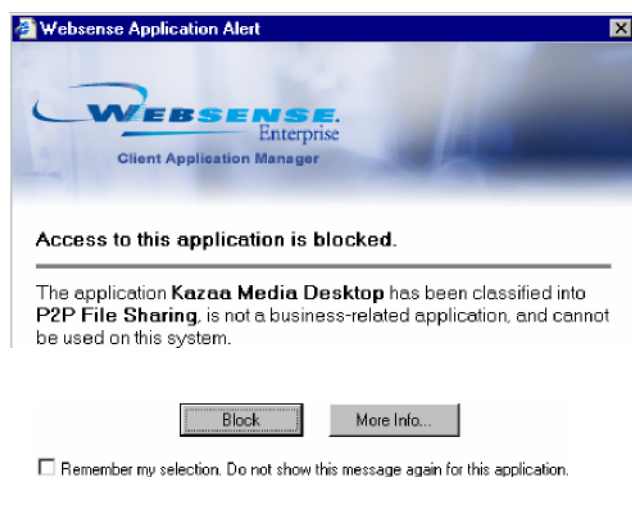 Websense Application Alert
WEBSENSE.
Enterprise
Client Application Manager
Access to this application is blocked.
The application Kazaa Media Desktop has been classified into
P2P File Sharing, is not a business-related application, and cannot
be used on this system.
Block More Info...
Remember my selection. Do not show this message again for this application.